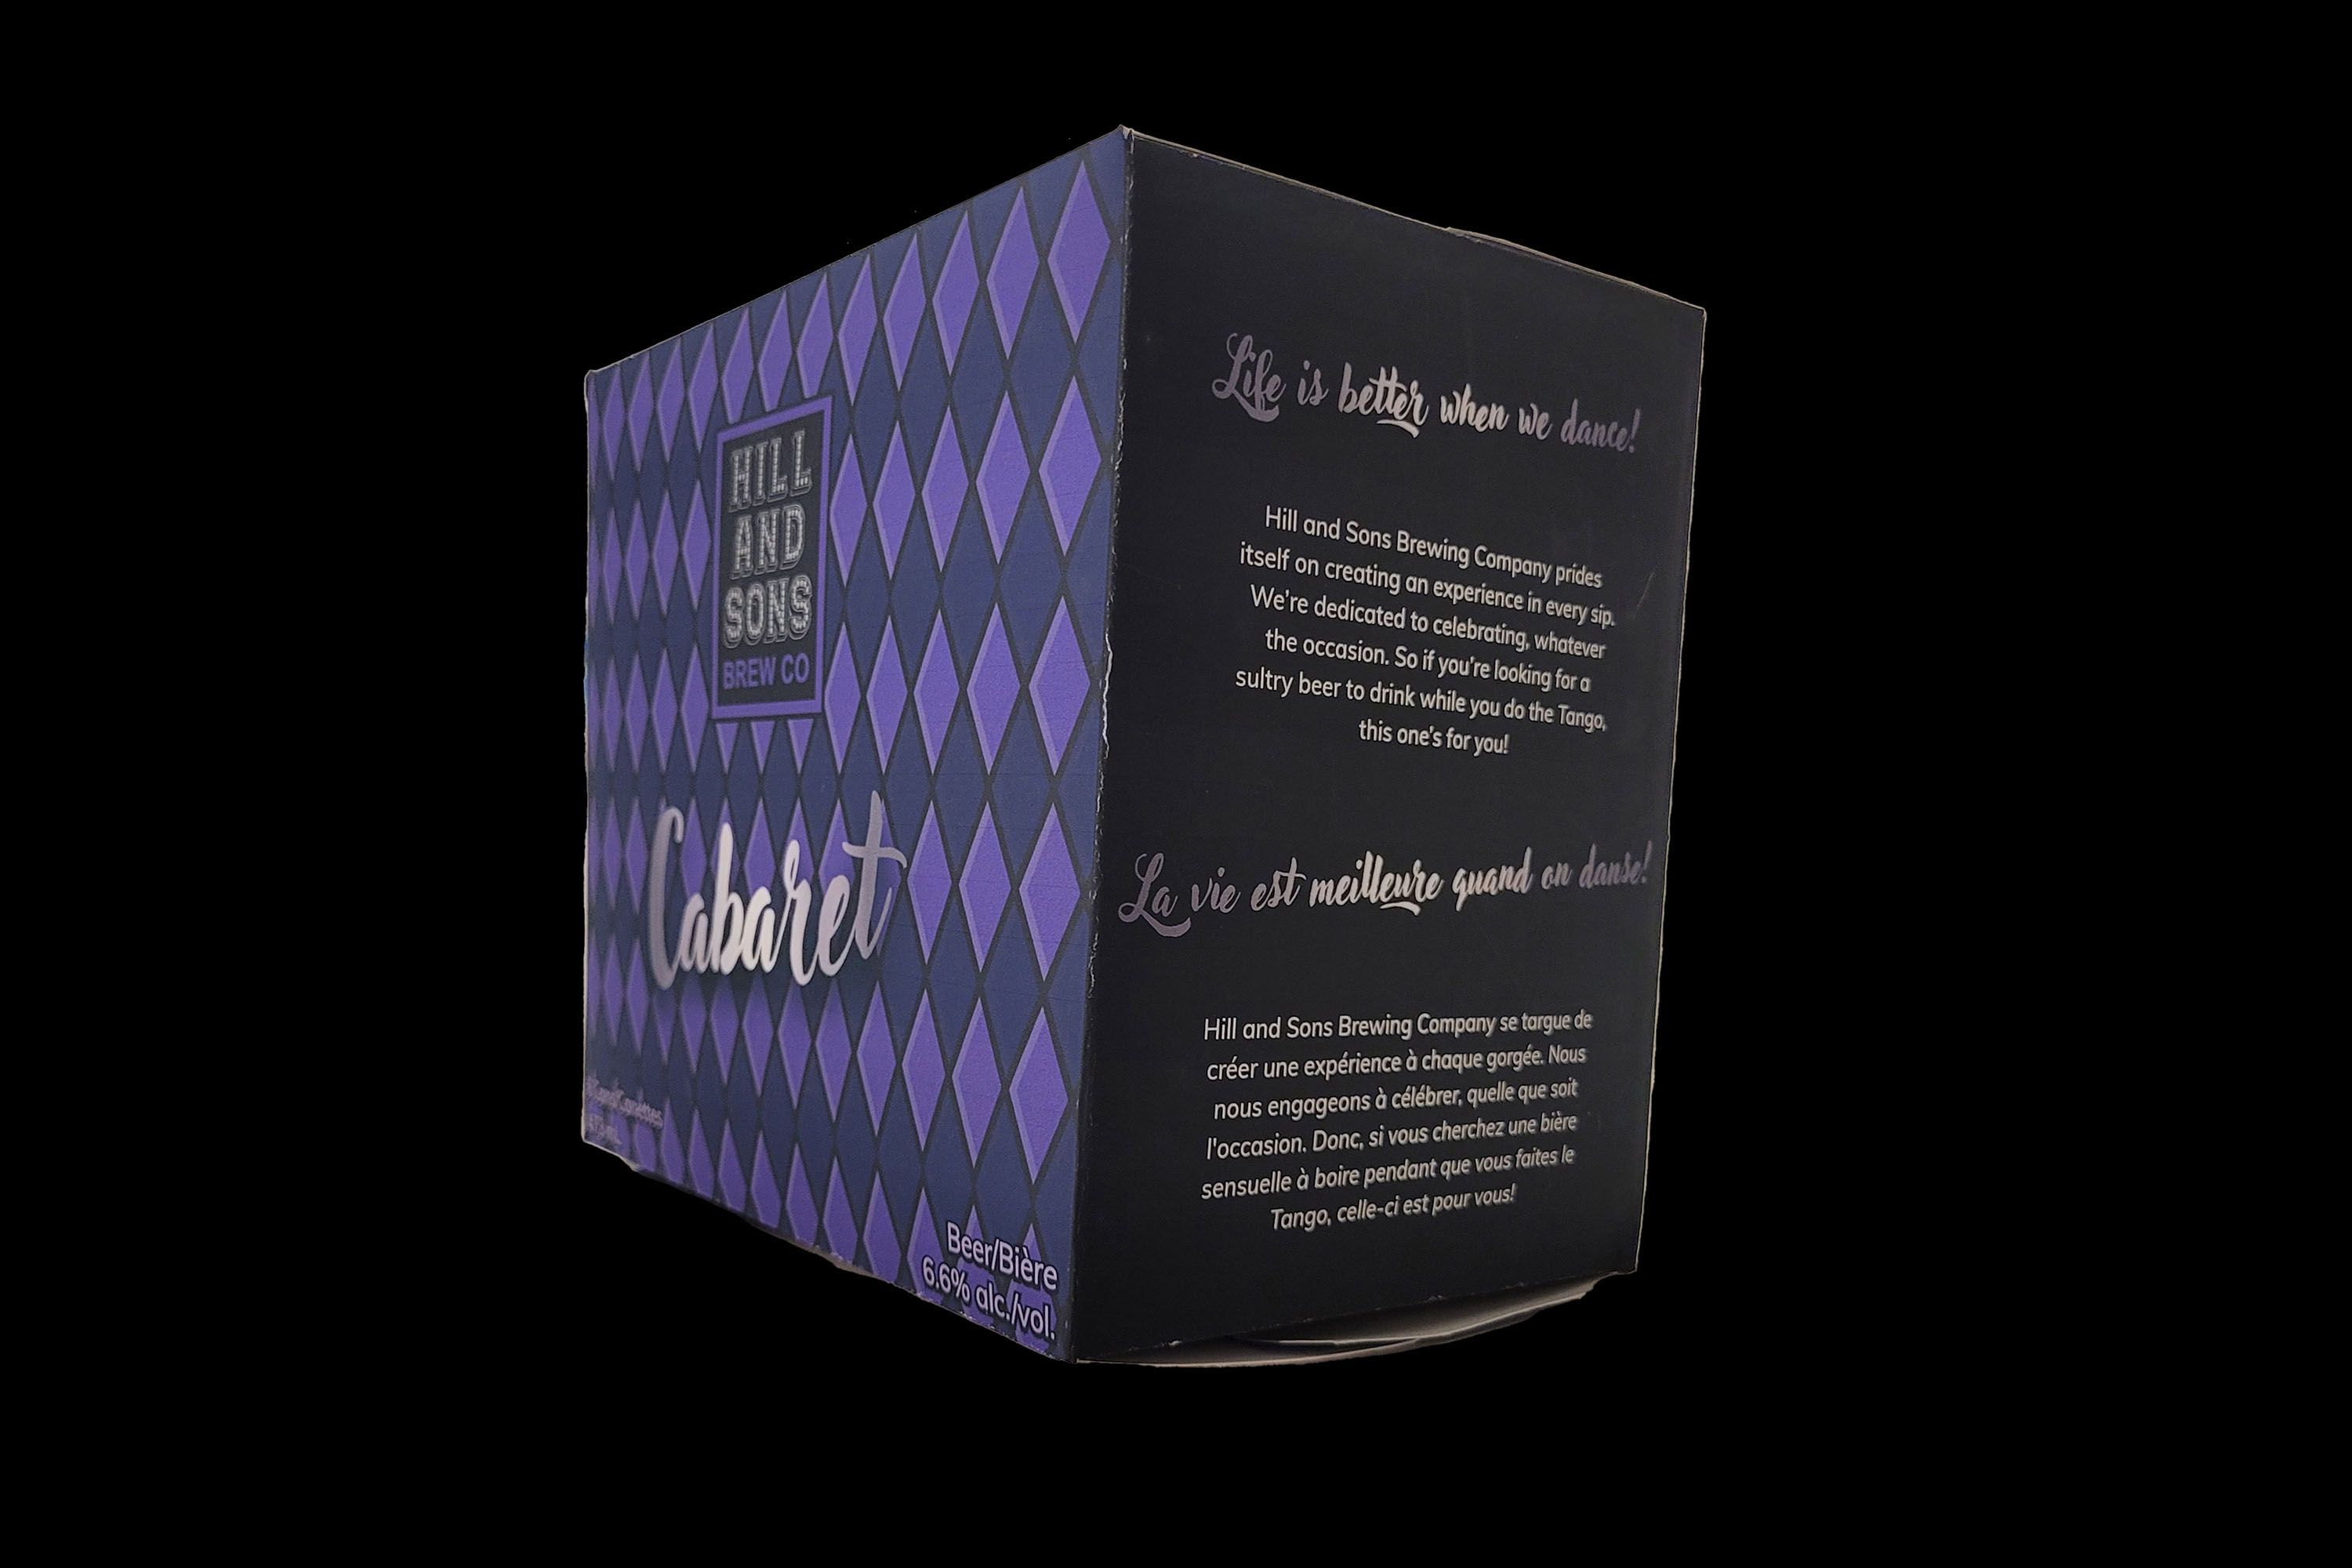 HILL
AND
SONS
BREW CO
Cabaret
Beer/Bière
6.6% alc./vol.
Life is better when we dance!
Hill and Sons Brewing Company prides
itself on creating an experience in every sip.
We're dedicated to celebrating, whatever
the occasion. So if you're looking for a
sultry beer to drink while you do the Tango,
this one's for you!
La vie est meilleure quand on danse!
Hill and Sons Brewing Company se targue de
créer une expérience à chaque gorgée. Nous
nous engageons à célébrer, quelle que soit
l'occasion. Donc, si vous cherchez une bière
sensuelle à boire pendant que vous faites le
Tango, celle-ci est pour vous!